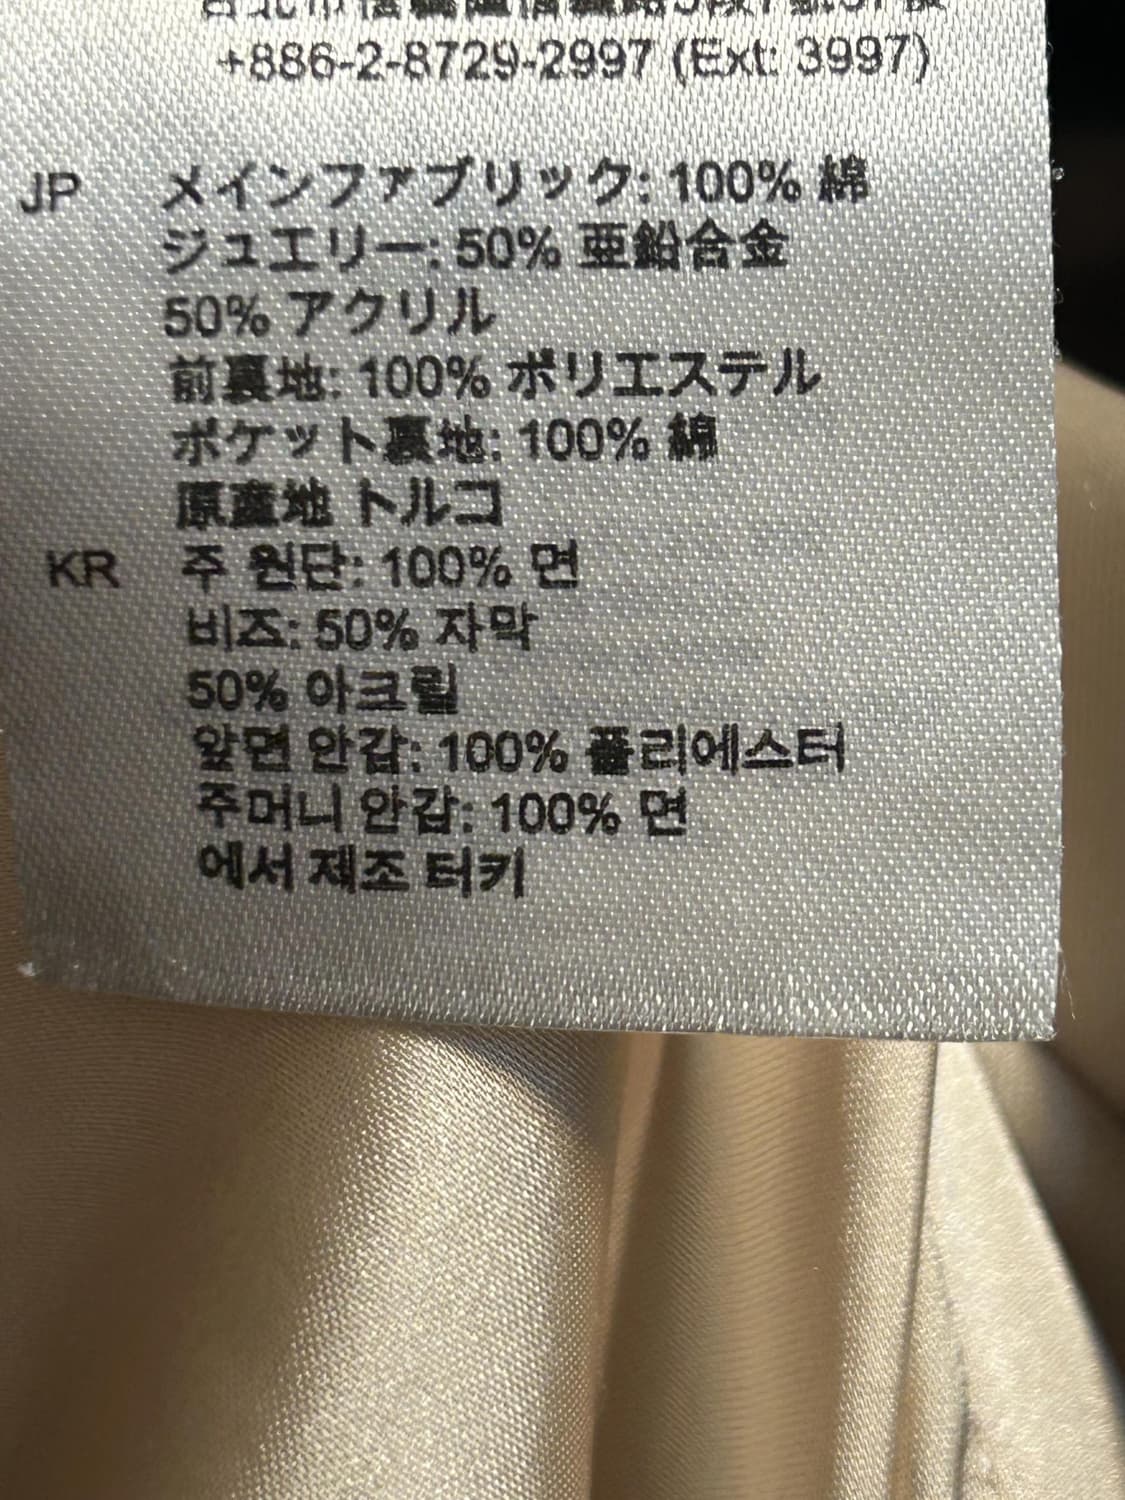 +886-2-8729-2997 (Ext: 3997)
JP メインファブリック: 100% 綿
ジュエリー: 50% 亜鉛合金
50% アクリル
前裏地: 100% ポリエステル
ポケット裏地: 100% 綿
原産地 トルコ
KR 주 원단: 100% 면
비즈: 50% 자막
50% 아크릴
앞면 안감: 100% 폴리에스터
주머니 안감: 100% 면
에서 제조 터키